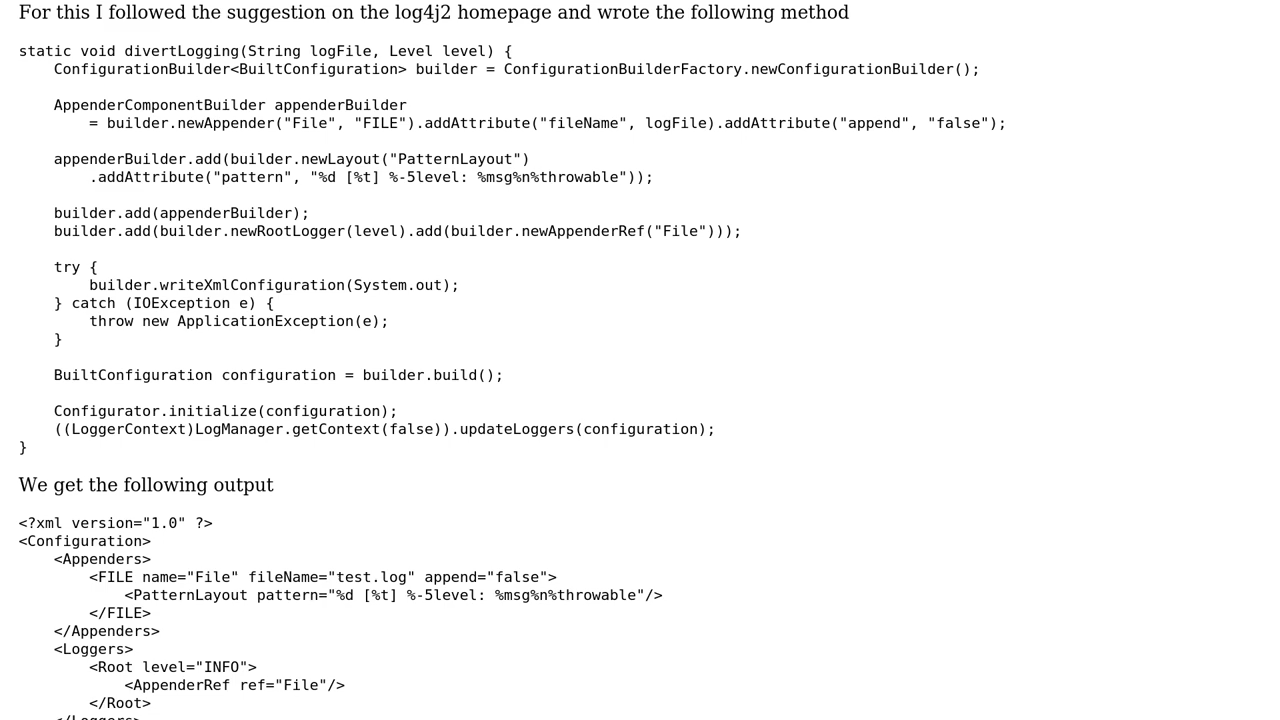 For this I followed the suggestion on the log4j2 homepage and wrote the following method
static void divertLogging(String logFile, Level level) {
    ConfigurationBuilder<BuiltConfiguration> builder = ConfigurationBuilderFactory.newConfigurationBuilder();
    AppenderComponentBuilder appenderBuilder
        = builder.newAppender("File", "FILE").addAttribute("fileName", logFile).addAttribute("append", "false");
    appenderBuilder.add(builder.newLayout("PatternLayout")
        .addAttribute("pattern", "%d [%t] %-5level: %msg%n%throwable"));
    builder.add(appenderBuilder);
    builder.add(builder.newRootLogger(level).add(builder.newAppenderRef("File")));
    try {
        builder.writeXmlConfiguration(System.out);
    } catch (IOException e) {
        throw new ApplicationException(e);
    }
    BuiltConfiguration configuration = builder.build();
    Configurator.initialize(configuration);
    ((LoggerContext)LogManager.getContext(false)).updateLoggers(configuration);
}
We get the following output
<?xml version="1.0" ?>
<Configuration>
    <Appenders>
        <FILE name="File" fileName="test.log" append="false">
            <PatternLayout pattern="%d [%t] %-5level: %msg%n%throwable"/>
        </FILE>
    </Appenders>
    <Loggers>
        <Root level="INFO">
            <AppenderRef ref="File"/>
        </Root>
    </Loggers>